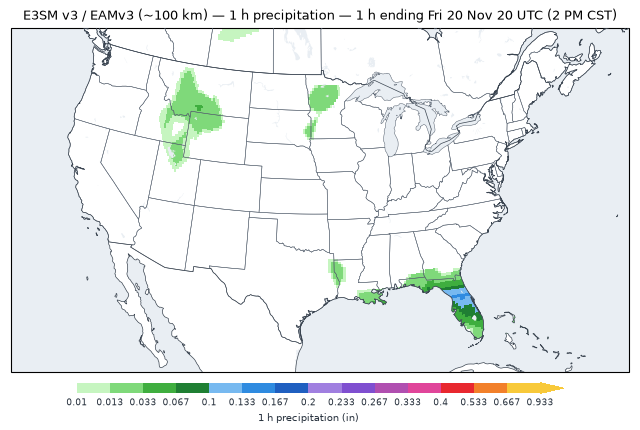 E3SM v3 / EAMv3 (~100 km) — 1 h precipitation — 1 h ending Fri 20 Nov 20 UTC (2 PM CST)
0.01 0.013 0.033 0.067 0.1 0.133 0.167 0.2 0.233 0.267 0.333 0.4 0.533 0.667 0.933
1 h precipitation (in)